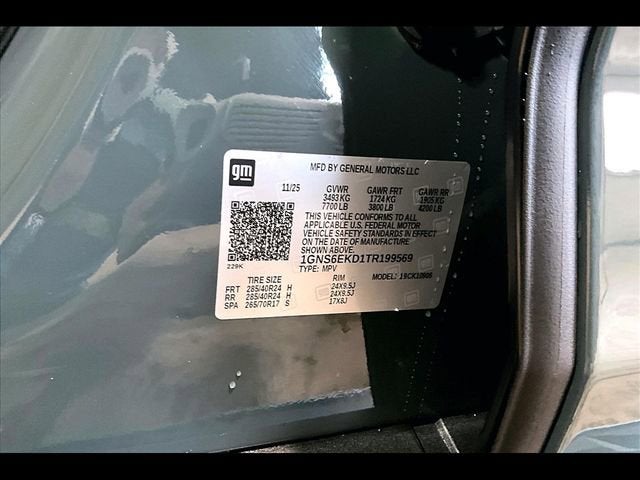 gm
MFD BY GENERAL MOTORS LLC
11/25 GVWR GAWR FRT GAWR RR
3493 KG 1724 KG 1905 KG
7700 LB 3800 LB 4200 LB
THIS VEHICLE CONFORMS TO ALL
APPLICABLE U.S. FEDERAL MOTOR
VEHICLE SAFETY STANDARDS IN
EFFECT ON THE DATE OF
MANUFACTURE SHOWN ABOVE.
1GNS6EKD1TR199569
229K
TYPE: MPV MODEL:
TIRE SIZE RIM
FRT 285/40R24 H 24X9.5J
RR 285/40R24 H 24X9.5J
SPA 265/70R17 S 17X8J